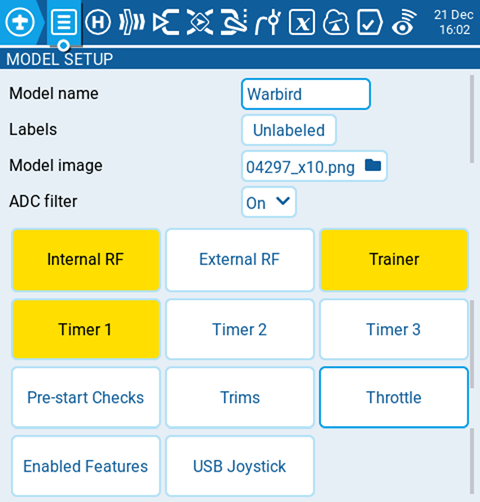 21 Dec
16:02
MODEL SETUP
Model name Warbird
Labels Unlabeled
Model image 04297_x10.png
ADC filter On
Internal RF External RF Trainer
Timer 1 Timer 2 Timer 3
Pre-start Checks Trims Throttle
Enabled Features USB Joystick